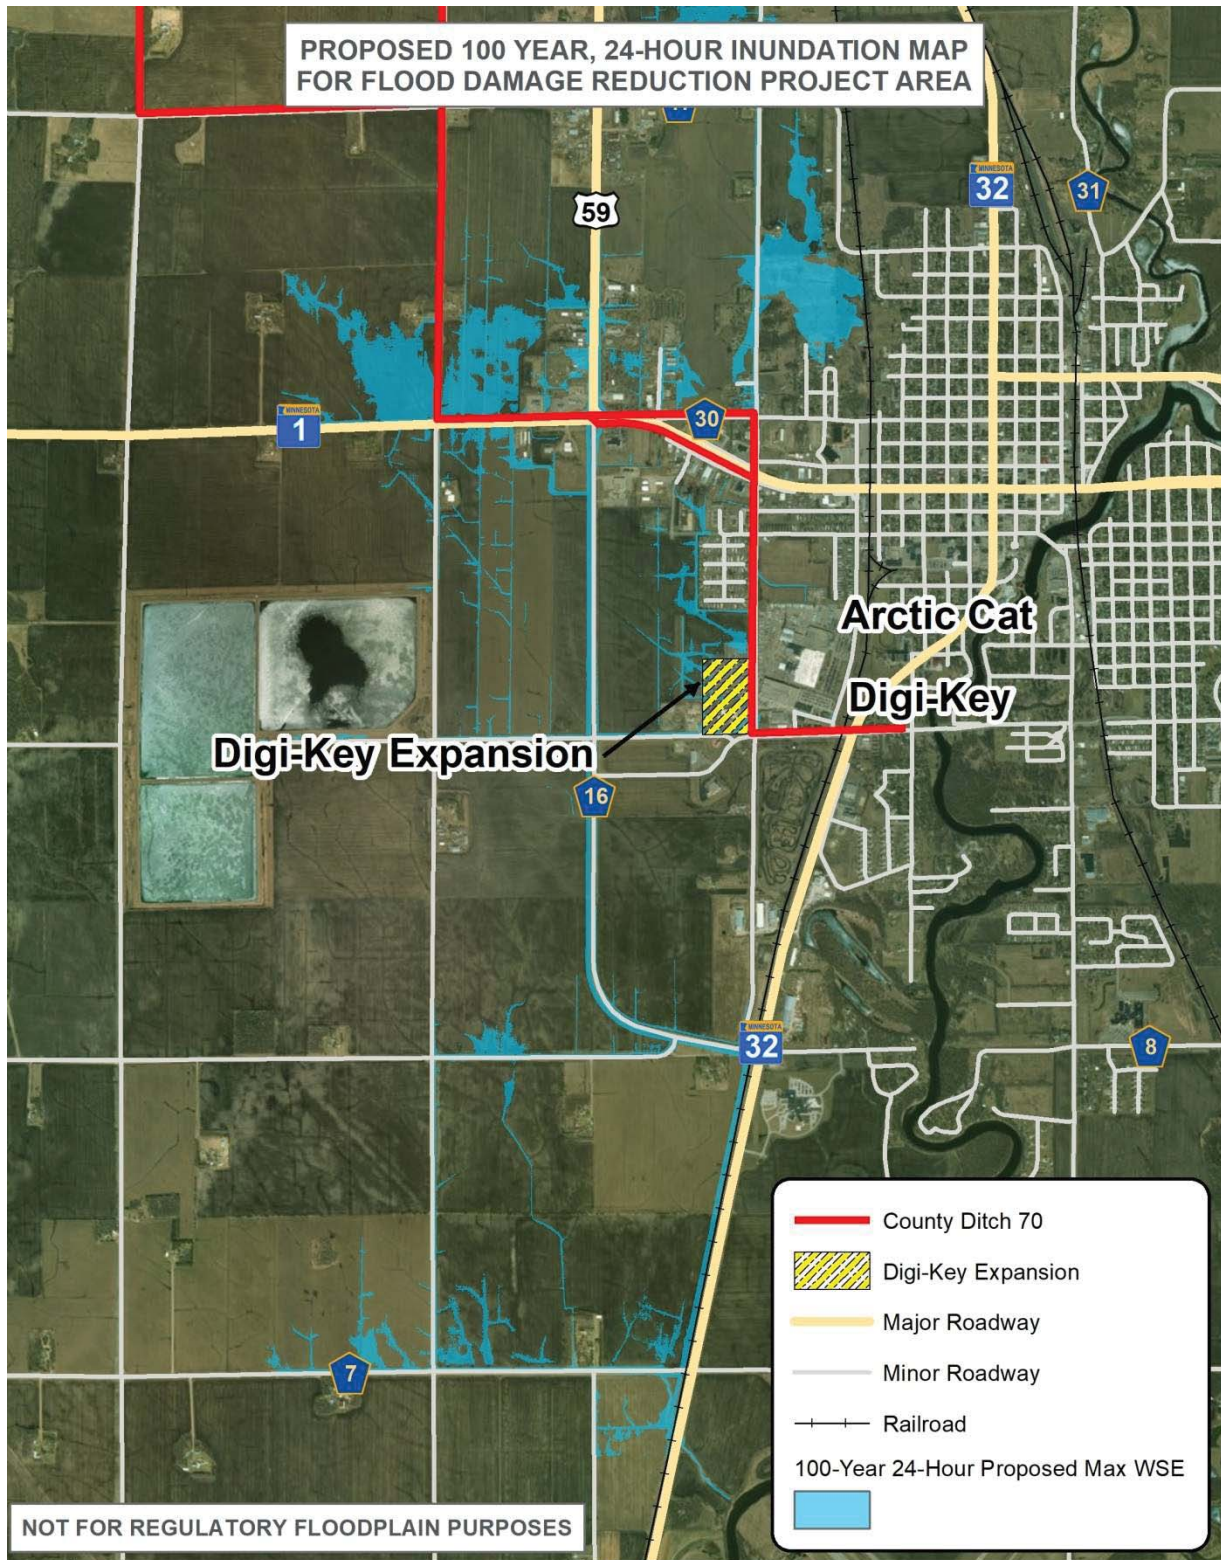 PROPOSED 100 YEAR, 24-HOUR INUNDATION MAP
FOR FLOOD DAMAGE REDUCTION PROJECT AREA
MINNESOTA
32
31
59
30
MINNESOTA
1
Arctic Cat
Digi-Key
Digi-Key Expansion
16
MINNESOTA
32
8
7
County Ditch 70
Digi-Key Expansion
Major Roadway
Minor Roadway
Railroad
100-Year 24-Hour Proposed Max WSE
NOT FOR REGULATORY FLOODPLAIN PURPOSES